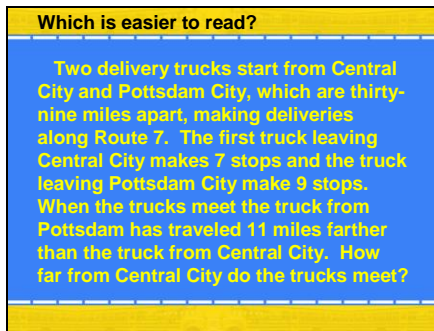 Which is easier to read?
Two delivery trucks start from Central
City and Pottsdam City, which are thirty-
nine miles apart, making deliveries
along Route 7.  The first truck leaving
Central City makes 7 stops and the truck
leaving Pottsdam City make 9 stops.
When the trucks meet the truck from
Pottsdam has traveled 11 miles farther
than the truck from Central City.  How
far from Central City do the trucks meet?